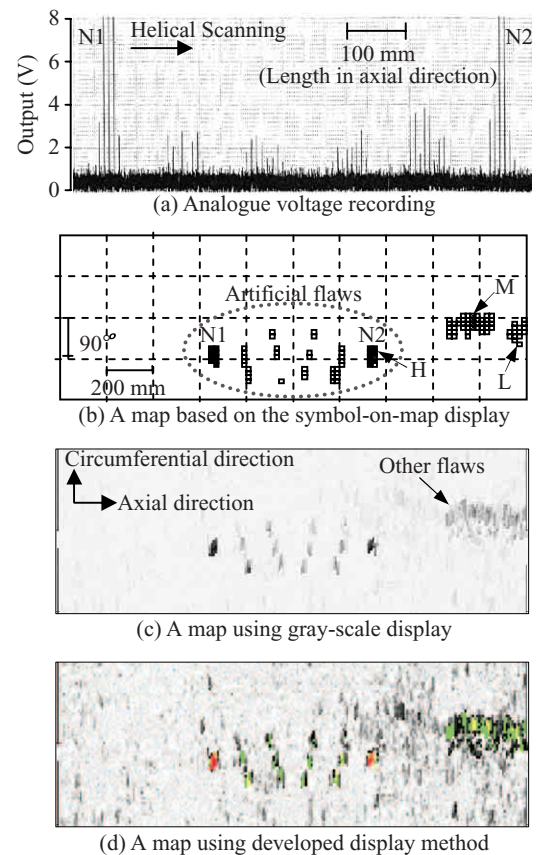 8
N1
Helical Scanning
N2
6
100 mm
(Length in axial direction)
4
2
0
Output (V)
(a) Analogue voltage recording
M
Artificial flaws
N1
N2
90°
H
L
200 mm
(b) A map based on the symbol-on-map display
Circumferential direction
Other flaws
Axial direction
(c) A map using gray-scale display
(d) A map using developed display method